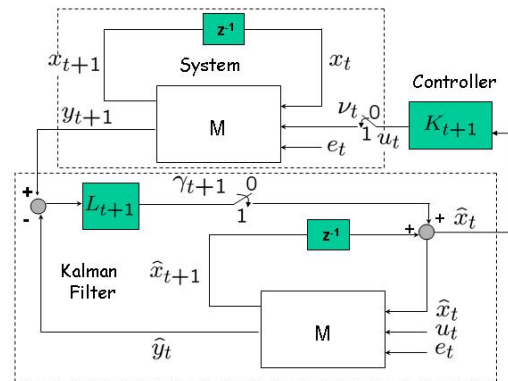 z⁻¹
x_{t+1}
System
x_t
Controller
y_{t+1}
M
ν_t
0
1
u_t
K_{t+1}
e_t
+
-
L_{t+1}
γ_{t+1}
0
1
+
+
x̂_t
z⁻¹
x̂_{t+1}
Kalman
Filter
M
x̂_t
u_t
e_t
ŷ_t